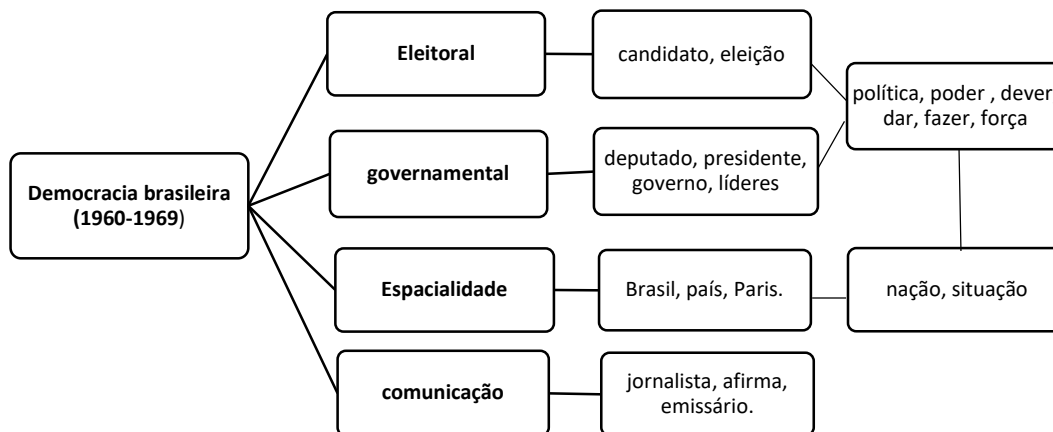 Eleitoral
candidato, eleição
política, poder , dever
dar, fazer, força
governamental
deputado, presidente,
governo, líderes
Democracia brasileira
(1960-1969)
Espacialidade
Brasil, país, Paris.
nação, situação
comunicação
jornalista, afirma,
emissário.